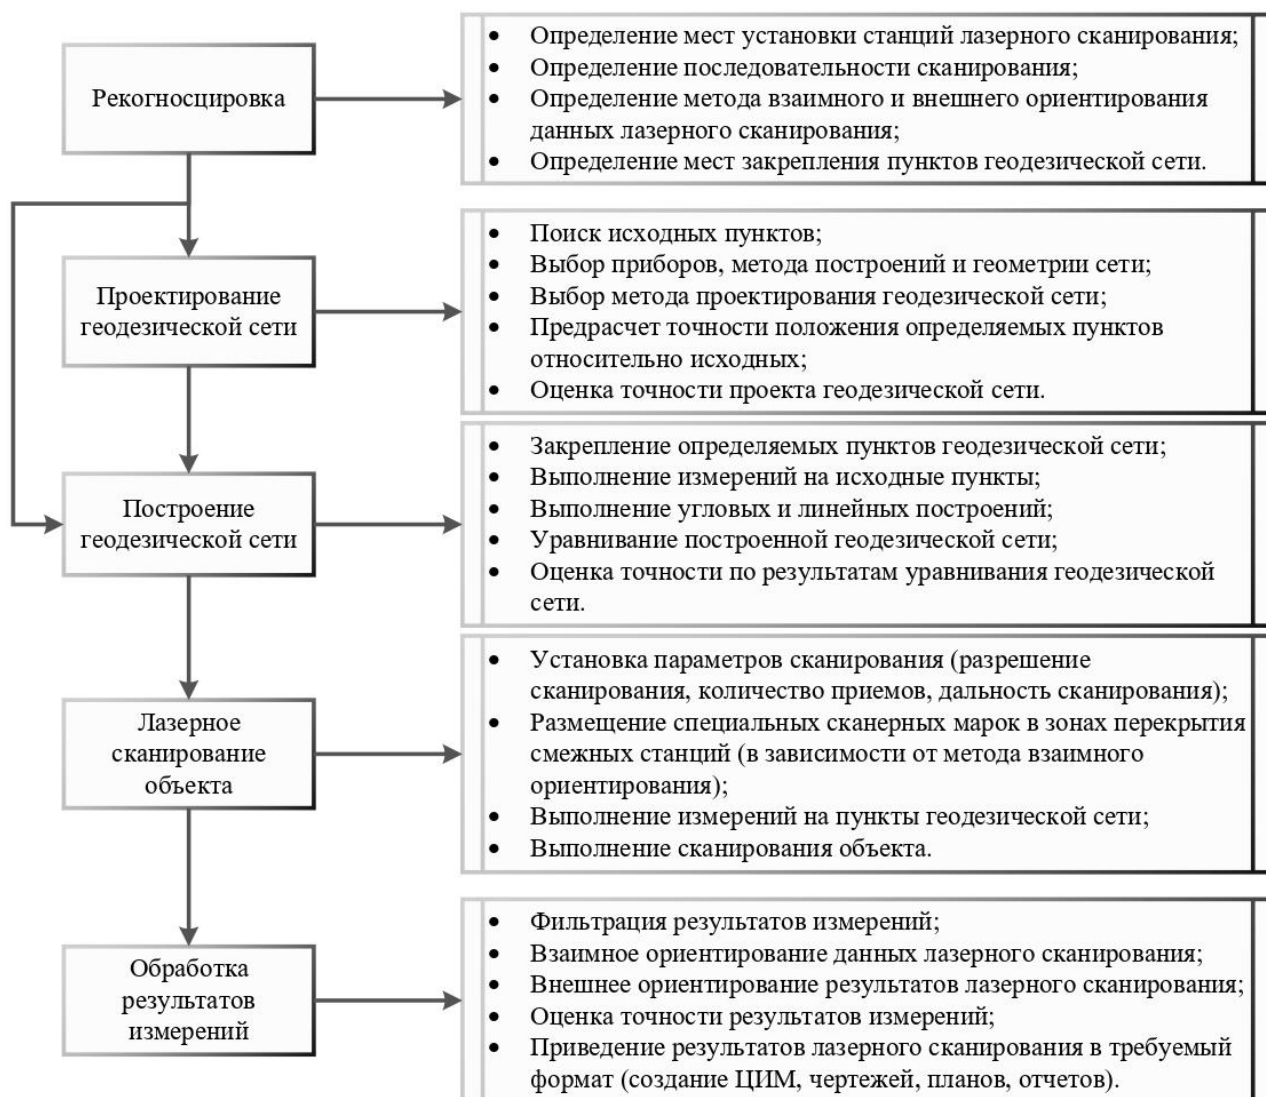 Рекогносцировка
• Определение мест установки станций лазерного сканирования;
• Определение последовательности сканирования;
• Определение метода взаимного и внешнего ориентирования
данных лазерного сканирования;
• Определение мест закрепления пунктов геодезической сети.
Проектирование
геодезической сети
• Поиск исходных пунктов;
• Выбор приборов, метода построений и геометрии сети;
• Выбор метода проектирования геодезической сети;
• Предрасчет точности положения определяемых пунктов
относительно исходных;
• Оценка точности проекта геодезической сети.
Построение
геодезической сети
• Закрепление определяемых пунктов геодезической сети;
• Выполнение измерений на исходные пункты;
• Выполнение угловых и линейных построений;
• Уравнивание построенной геодезической сети;
• Оценка точности по результатам уравнивания геодезической
сети.
Лазерное
сканирование
объекта
• Установка параметров сканирования (разрешение
сканирования, количество приемов, дальность сканирования);
• Размещение специальных сканерных марок в зонах перекрытия
смежных станций (в зависимости от метода взаимного
ориентирования);
• Выполнение измерений на пункты геодезической сети;
• Выполнение сканирования объекта.
Обработка
результатов
измерений
• Фильтрация результатов измерений;
• Взаимное ориентирование данных лазерного сканирования;
• Внешнее ориентирование результатов лазерного сканирования;
• Оценка точности результатов измерений;
• Приведение результатов лазерного сканирования в требуемый
формат (создание ЦИМ, чертежей, планов, отчетов).